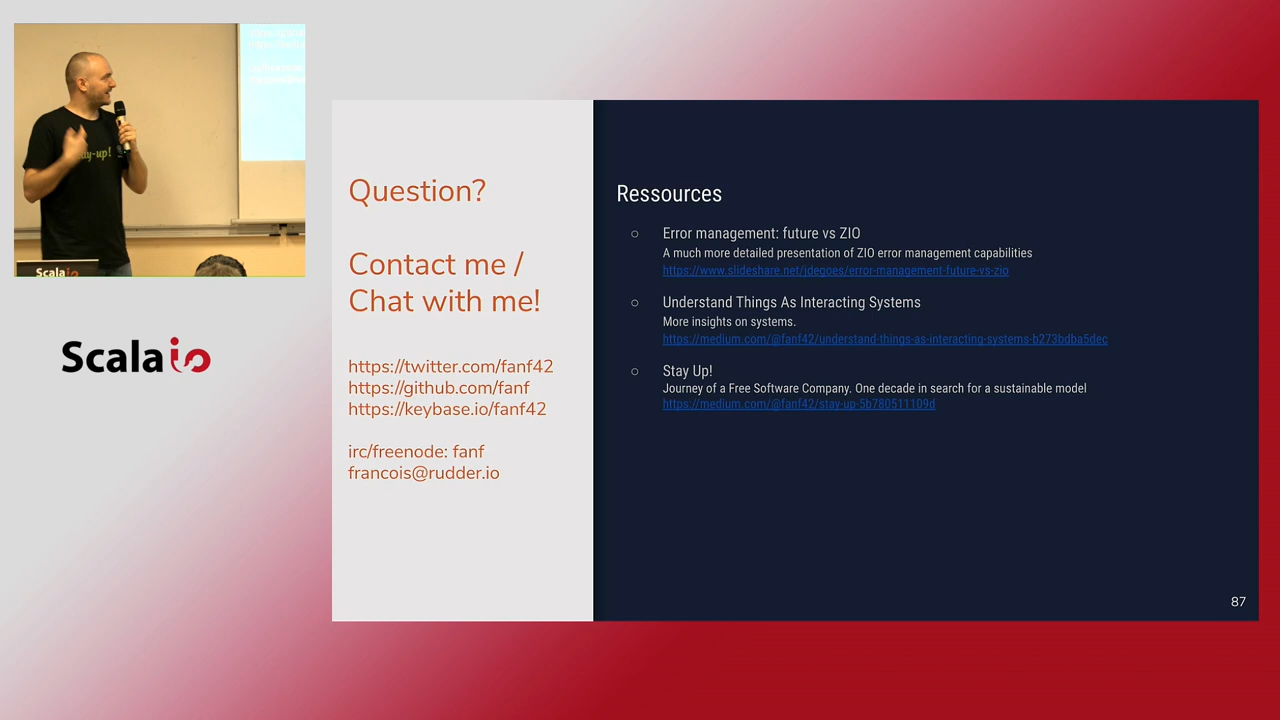 ay-up!
Scalaio
Scalaio
Question?
Contact me /
Chat with me!
https://twitter.com/fanf42
https://github.com/fanf
https://keybase.io/fanf42
irc/freenode: fanf
francois@rudder.io
Ressources
○ Error management: future vs ZIO
A much more detailed presentation of ZIO error management capabilities
https://www.slideshare.net/jdegoes/error-management-future-vs-zio
○ Understand Things As Interacting Systems
More insights on systems.
https://medium.com/@fanf42/understand-things-as-interacting-systems-b273bdba5dec
○ Stay Up!
Journey of a Free Software Company. One decade in search for a sustainable model
https://medium.com/@fanf42/stay-up-5b780511109d
87